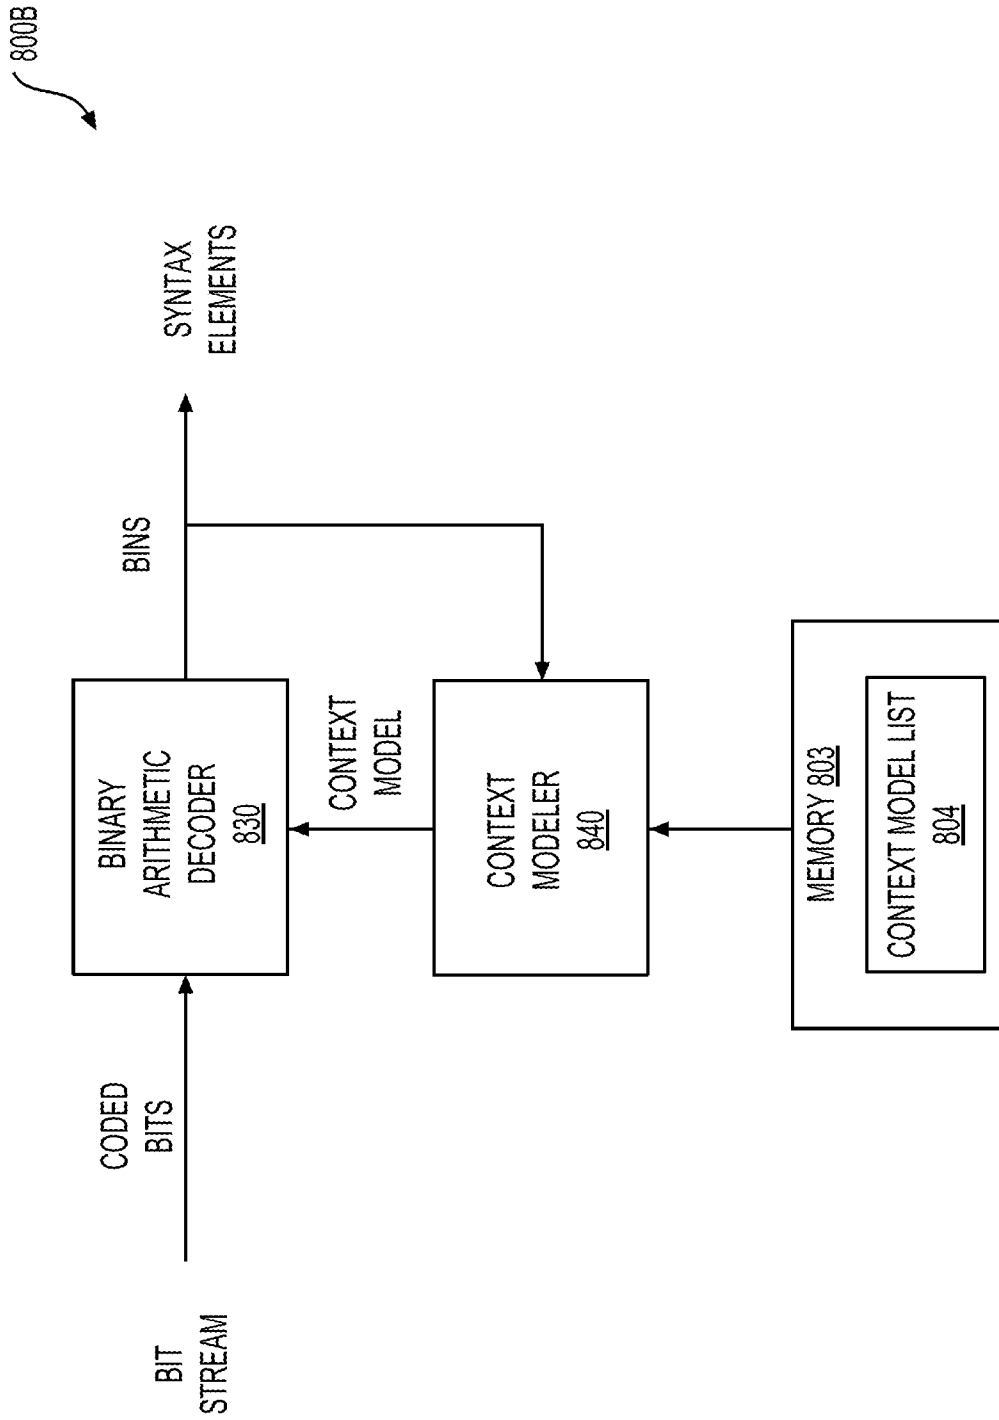 800B
BIT
STREAM
CODED
BITS
BINARY
ARITHMETIC
DECODER
830
BINS
SYNTAX
ELEMENTS
CONTEXT
MODEL
CONTEXT
MODELER
840
MEMORY 803
CONTEXT MODEL LIST
804